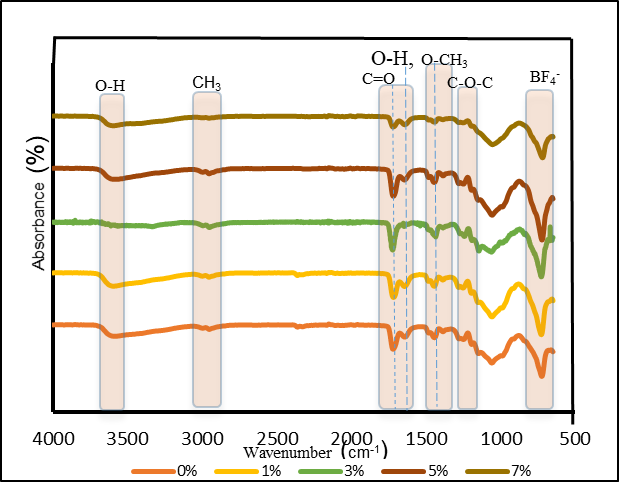 O-H,
O-CH3
C=O
O-H
CH3
C-O-C
BF4-
Absorbance (%)
4000 3500 3000 2500 2000 1500 1000 500
Wavenumber (cm-1)
0% 1% 3% 5% 7%